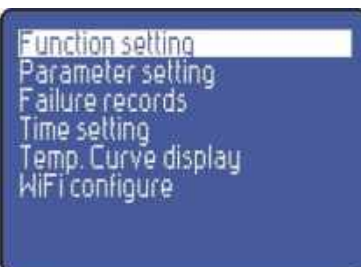 Function setting
Parameter setting
Failure records
Time setting
Temp. Curve display
WiFi configure